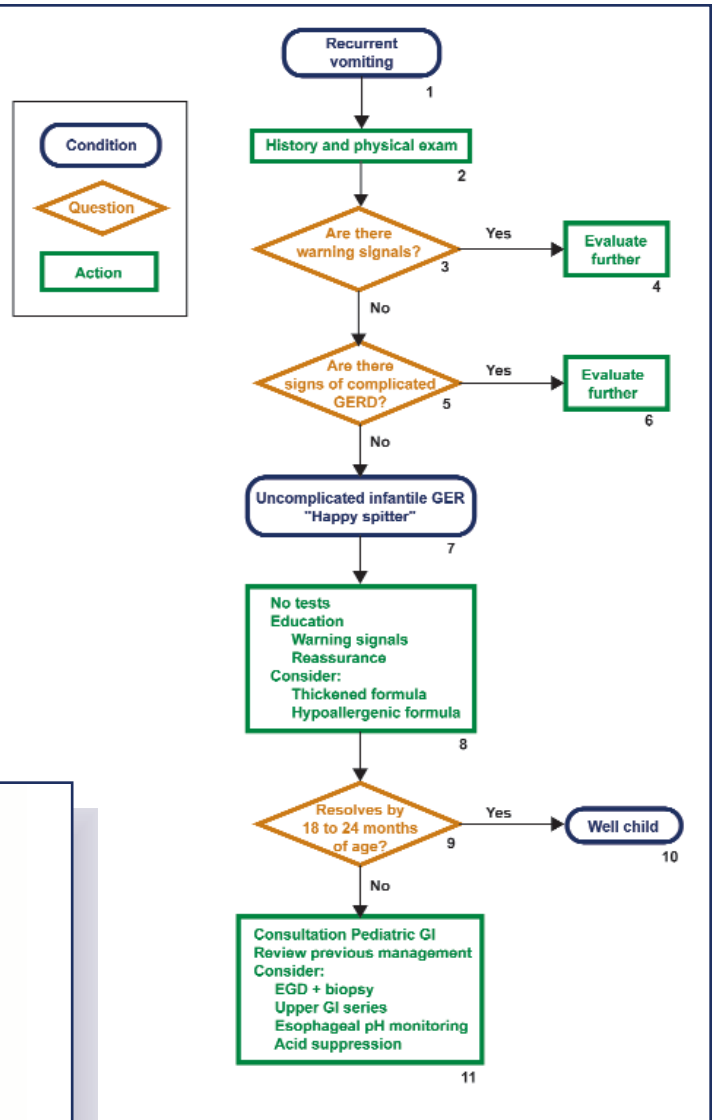 Recurrent
vomiting
1
Condition
Question
Action
History and physical exam
2
Are there
warning signals?
3
Yes
Evaluate
further
4
No
Are there
signs of complicated
GERD?
5
Yes
Evaluate
further
6
No
Uncomplicated infantile GER
"Happy spitter"
7
No tests
Education
Warning signals
Reassurance
Consider:
Thickened formula
Hypoallergenic formula
8
Resolves by
18 to 24 months
of age?
9
Yes
Well child
10
No
Consultation Pediatric GI
Review previous management
Consider:
EGD + biopsy
Upper GI series
Esophageal pH monitoring
Acid suppression
11